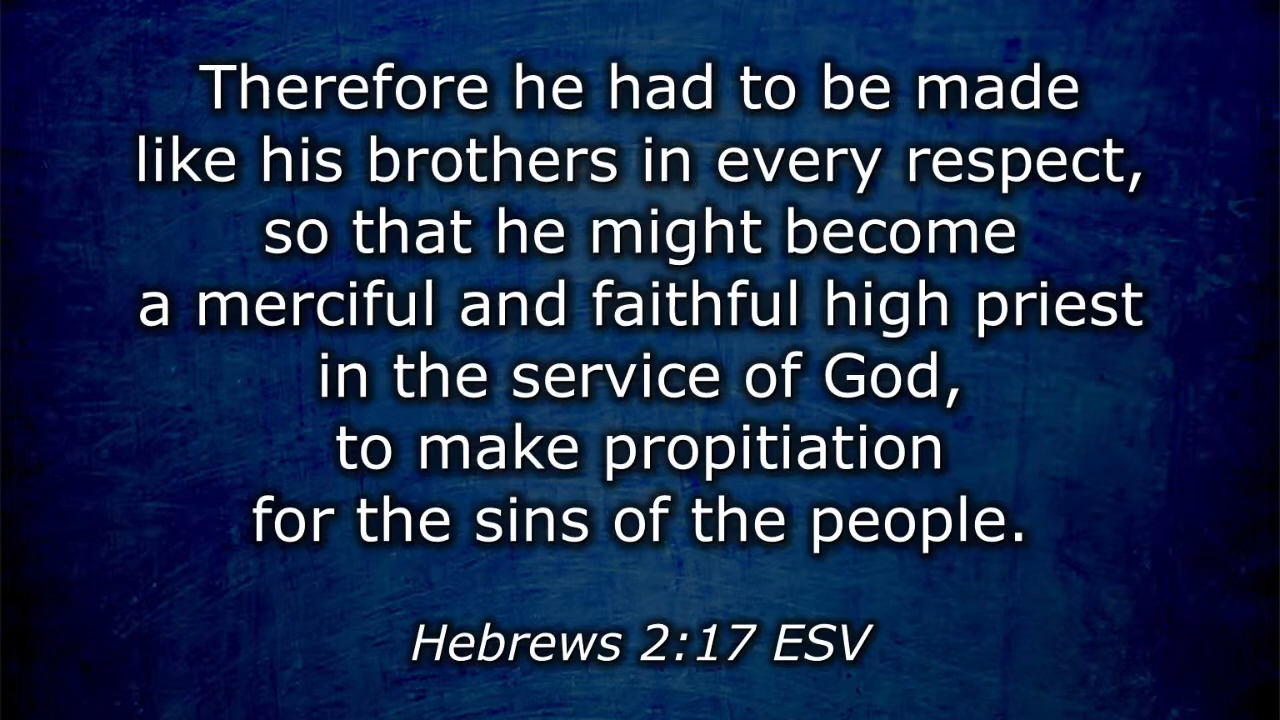 Therefore he had to be made
like his brothers in every respect,
so that he might become
a merciful and faithful high priest
in the service of God,
to make propitiation
for the sins of the people.
Hebrews 2:17 ESV